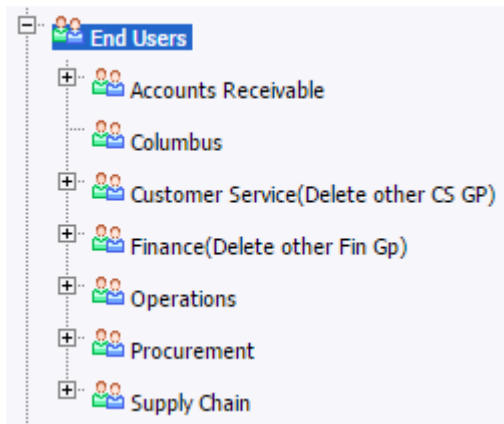 End Users
Accounts Receivable
Columbus
Customer Service(Delete other CS GP)
Finance(Delete other Fin Gp)
Operations
Procurement
Supply Chain